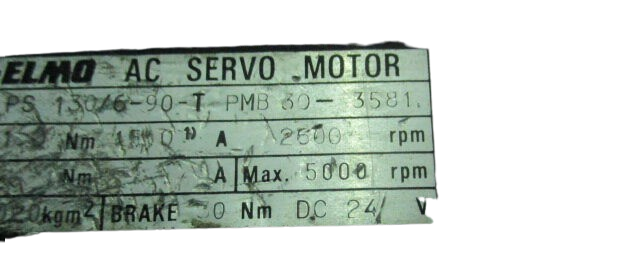 ELMO AC SERVO MOTOR
PS 130/6-90-T PMB 30- 3581.
Nm A 2500 rpm
Nm A Max. 5000 rpm
kgm² BRAKE Nm DC 24 V